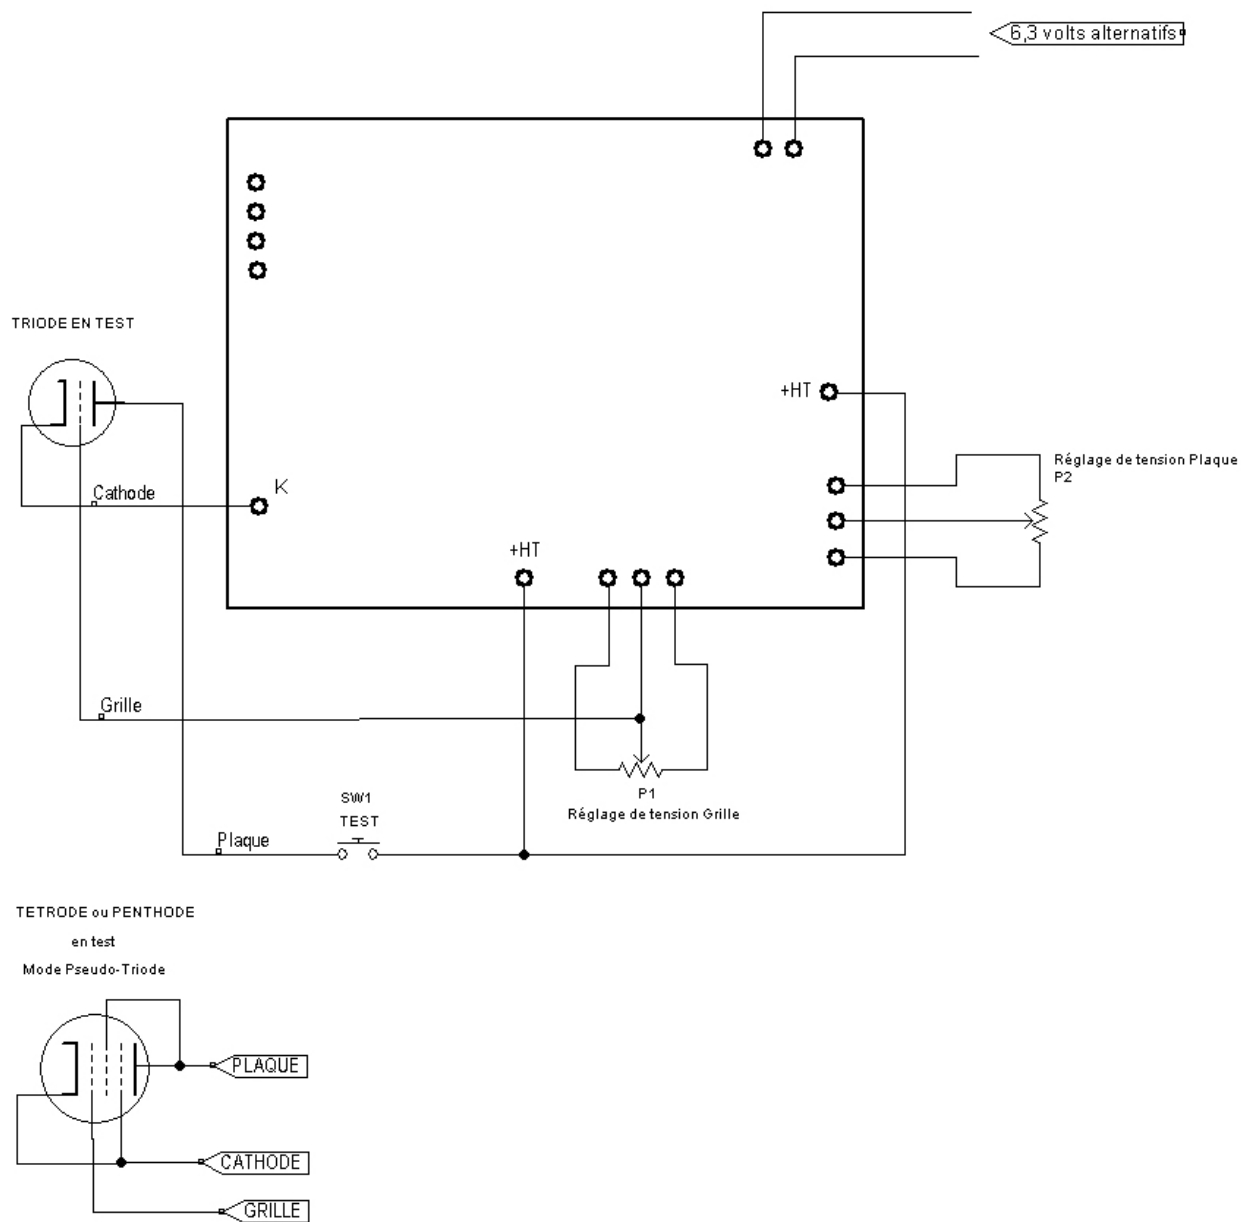 6,3 volts alternatifs
TRIODE EN TEST
+HT
Réglage de tension Plaque
P2
K
Cathode
+HT
Grille
P1
Réglage de tension Grille
SW1
TEST
Plaque
TETRODE ou PENTHODE
en test
Mode Pseudo-Triode
PLAQUE
CATHODE
GRILLE